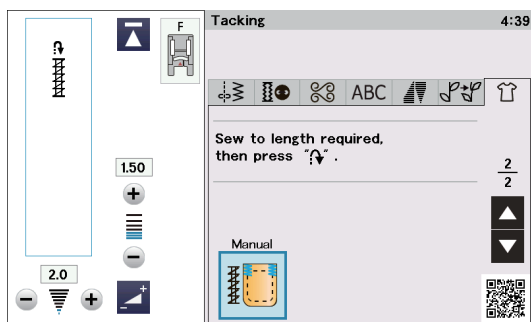 F
Tacking
4:39
ABC
Sew to length required,
then press " ".
1.50
2
2
Manual
2.0